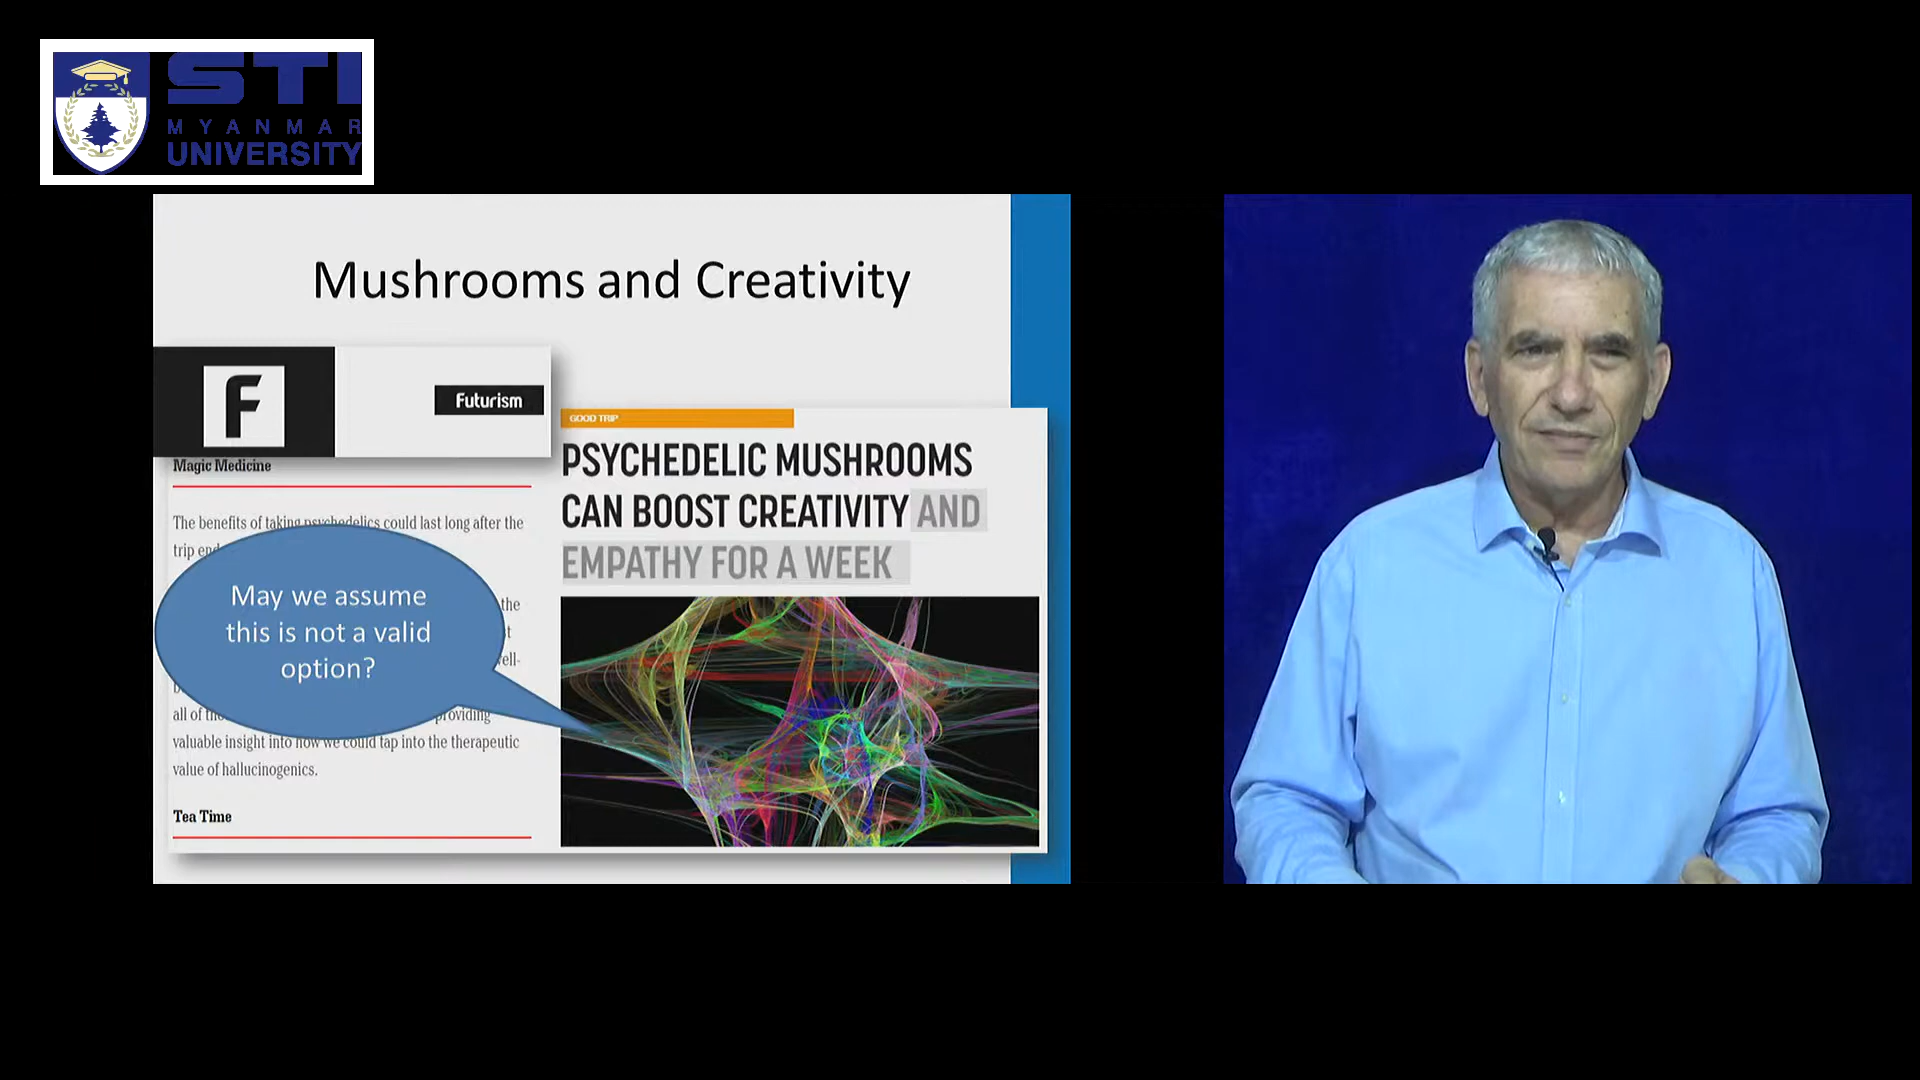 STI
MYANMAR
UNIVERSITY
Mushrooms and Creativity
F
Futurism
Magic Medicine
The benefits of taking psychedelics could last long after the
trip
the
May we assume
this is not a valid
option?
all of
providing
valuable insight into how we could tap into the therapeutic
value of hallucinogenics.
Tea Time
GOOD TRIP
PSYCHEDELIC MUSHROOMS
CAN BOOST CREATIVITY AND
EMPATHY FOR A WEEK